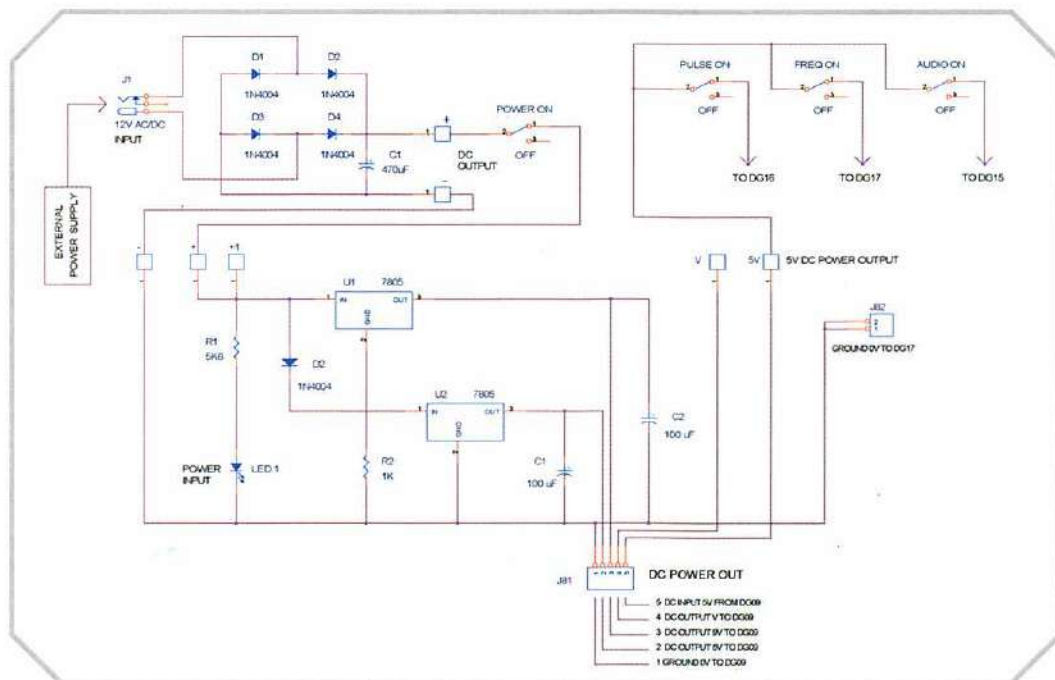 D1
D2
J1
1N4004
1N4004
12V AC/DC
INPUT
D3
D4
1N4004
1N4004
C1
470uF
+
DC
OUTPUT
-
POWER ON
OFF
PULSE ON
OFF
FREQ ON
OFF
AUDIO ON
OFF
TO DG16
TO DG17
TO DG15
EXTERNAL
POWER SUPPLY
-
+
+1
V
5V
5V DC POWER OUTPUT
U1
7805
IN
OUT
GND
R1
D2
1N4004
U2
7805
IN
OUT
GND
R2
1K
C1
100 uF
C2
100 uF
POWER
INPUT
LED 1
J82
2
1
GROUND 0V TO DG17
J81
DC POWER OUT
5 DC INPUT 5V FROM DG09
4 DC OUTPUT V TO DG09
3 DC OUTPUT 9V TO DG09
2 DC OUTPUT TO DG09
1 GROUND 0V TO DG09